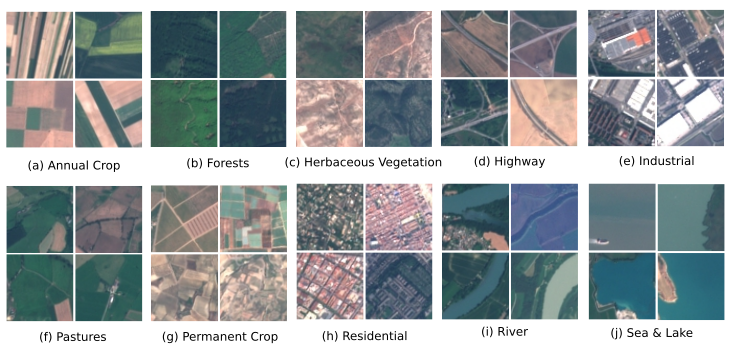 (a) Annual Crop
(b) Forests
(c) Herbaceous Vegetation
(d) Highway
(e) Industrial
(f) Pastures
(g) Permanent Crop
(h) Residential
(i) River
(j) Sea & Lake